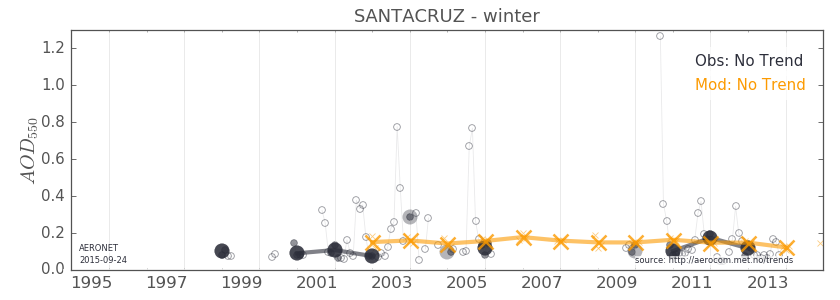 SANTACRUZ - winter
1.2
1.0
0.8
0.6
0.4
0.2
0.0
AOD550
Obs: No Trend
Mod: No Trend
AERONET
2015-09-24
source: http://aerocom.met.no/trends
1995 1997 1999 2001 2003 2005 2007 2009 2011 2013